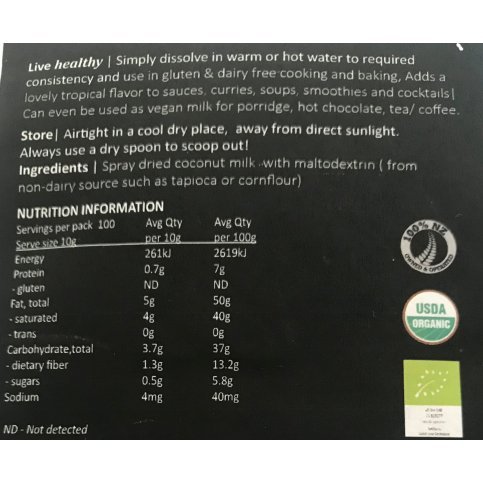 Live healthy | Simply dissolve in warm or hot water to required
consistency and use in gluten & dairy free cooking and baking, Adds a
lovely tropical flavor to sauces, curries, soups, smoothies and cocktails|
Can even be used as vegan milk for porridge, hot chocolate, tea/ coffee.
Store| Airtight in a cool dry place, away from direct sunlight.
Always use a dry spoon to scoop out!
Ingredients | Spray dried coconut milk with maltodextrin ( from
non-dairy source such as tapioca or cornflour)
NUTRITION INFORMATION
Servings per pack 100 Avg Qty Avg Qty
Serve size 10g per 10g per 100g
Energy 261kJ 2619kJ
Protein 0.7g 7g
- gluten ND ND
Fat, total 5g 50g
- saturated 4g 40g
- trans 0g 0g
Carbohydrate,total 3.7g 37g
- dietary fiber 1.3g 13.2g
- sugars 0.5g 5.8g
Sodium 4mg 40mg
ND - Not detected
100% NZ
OWNED & OPERATED
USDA
ORGANIC